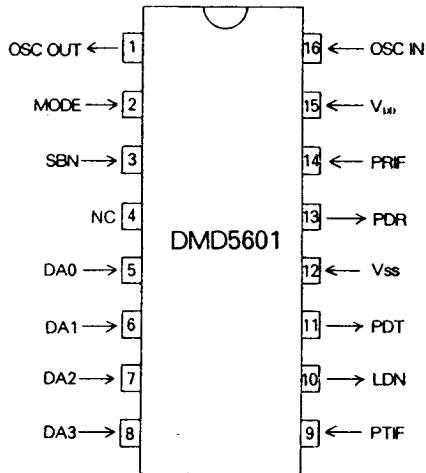 OSC OUT 1 16 OSC IN
MODE 2 15 VDD
SBN 3 14 PRIF
NC 4 13 PDR
DMD5601
DA0 5 12 Vss
DA1 6 11 PDT
DA2 7 10 LDN
DA3 8 9 PTIF